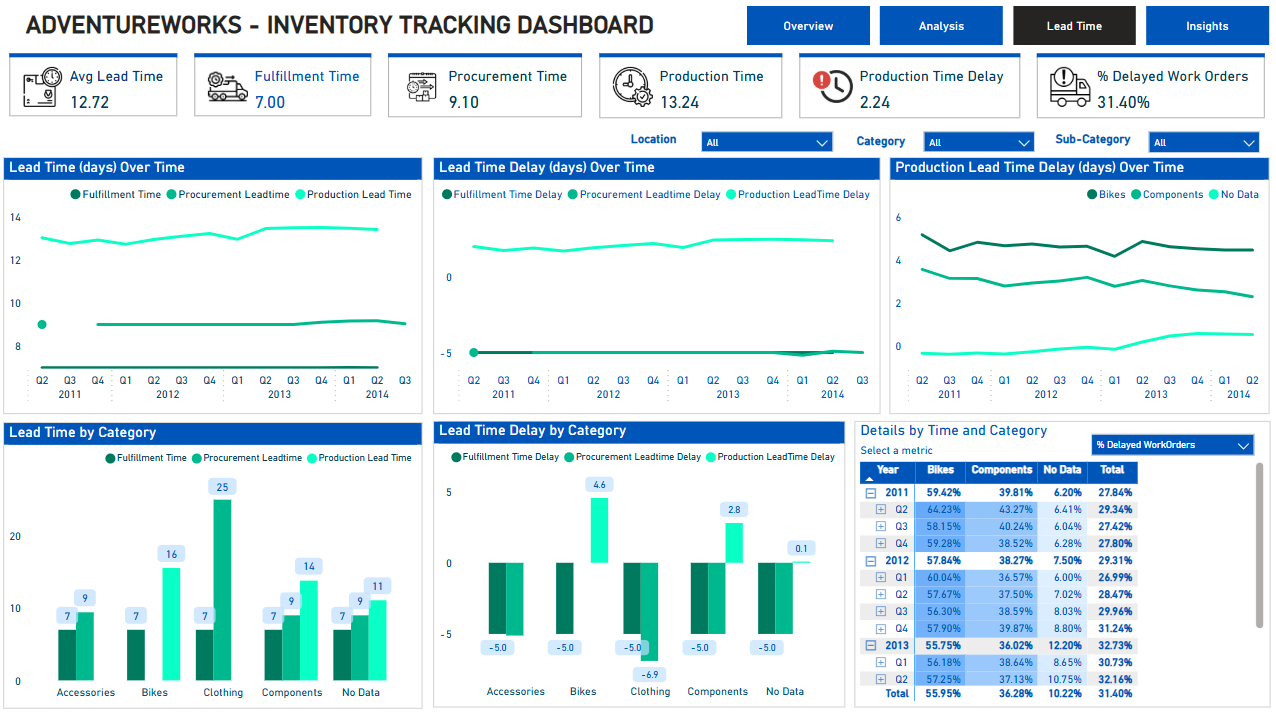 ADVENTUREWORKS - INVENTORY TRACKING DASHBOARD
Overview
Analysis
Lead Time
Insights
Avg Lead Time
12.72
Fulfillment Time
7.00
Procurement Time
9.10
Production Time
13.24
Production Time Delay
2.24
% Delayed Work Orders
31.40%
Location
All
Category
All
Sub-Category
All
Lead Time (days) Over Time
Fulfillment Time Procurement Leadtime Production Lead Time
14
12
10
8
Q2 Q3 Q4 Q1 Q2 Q3 Q4 Q1 Q2 Q3 Q4 Q1 Q2 Q3
2011 2012 2013 2014
Lead Time Delay (days) Over Time
Fulfillment Time Delay Procurement Leadtime Delay Production LeadTime Delay
0
-5
Q2 Q3 Q4 Q1 Q2 Q3 Q4 Q1 Q2 Q3 Q4 Q1 Q2 Q3
2011 2012 2013 2014
Production Lead Time Delay (days) Over Time
Bikes Components No Data
6
4
2
0
Q2 Q3 Q4 Q1 Q2 Q3 Q4 Q1 Q2 Q3 Q4 Q1 Q2
2011 2012 2013 2014
Lead Time by Category
Fulfillment Time Procurement Leadtime Production Lead Time
20
10
0
7 9
7 16
7 25
7 9 14
7 9 11
Accessories Bikes Clothing Components No Data
Lead Time Delay by Category
Fulfillment Time Delay Procurement Leadtime Delay Production LeadTime Delay
5
0
-5
4.6
2.8
0.1
-5.0 -5.0 -5.0 -5.0 -5.0
-6.9
Accessories Bikes Clothing Components No Data
Details by Time and Category
Select a metric
% Delayed WorkOrders
Year Bikes Components No Data Total
2011 59.42% 39.81% 6.20% 27.84%
Q2 64.23% 43.27% 6.41% 29.34%
Q3 58.15% 40.24% 6.04% 27.42%
Q4 59.28% 38.52% 6.28% 27.80%
2012 57.84% 38.27% 7.50% 29.31%
Q1 60.04% 36.57% 6.00% 26.99%
Q2 57.67% 37.50% 7.02% 28.47%
Q3 56.30% 38.59% 8.03% 29.96%
Q4 57.90% 39.87% 8.80% 31.24%
2013 55.75% 36.02% 12.20% 32.73%
Q1 56.18% 38.64% 8.65% 30.73%
Q2 57.25% 37.13% 10.75% 32.16%
Total 55.95% 36.28% 10.22% 31.40%